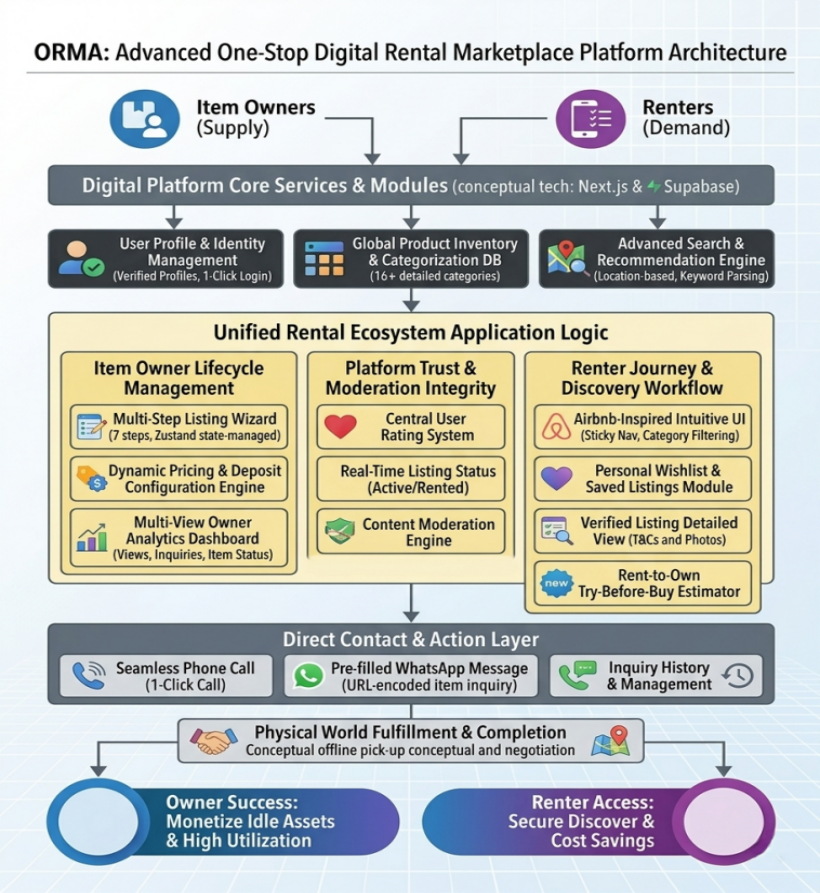 ORMA: Advanced One-Stop Digital Rental Marketplace Platform Architecture
Item Owners
(Supply)
Renters
(Demand)
Digital Platform Core Services & Modules (conceptual tech: Next.js & Supabase)
User Profile & Identity
Management
(Verified Profiles, 1-Click Login)
Global Product Inventory
& Categorization DB
(16+ detailed categories)
Advanced Search &
Recommendation Engine
(Location-based, Keyword Parsing)
Unified Rental Ecosystem Application Logic
Item Owner Lifecycle
Management
Multi-Step Listing Wizard
(7 steps, Zustand state-managed)
Dynamic Pricing & Deposit
Configuration Engine
Multi-View Owner
Analytics Dashboard
(Views, Inquiries, Item Status)
Platform Trust &
Moderation Integrity
Central User
Rating System
Real-Time Listing Status
(Active/Rented)
Content Moderation
Engine
Renter Journey &
Discovery Workflow
Airbnb-Inspired Intuitive UI
(Sticky Nav, Category Filtering)
Personal Wishlist &
Saved Listings Module
Verified Listing Detailed
View (T&Cs and Photos)
new
Rent-to-Own
Try-Before-Buy Estimator
Direct Contact & Action Layer
Seamless Phone Call
(1-Click Call)
Pre-filled WhatsApp Message
(URL-encoded item inquiry)
Inquiry History
& Management
Physical World Fulfillment & Completion
Conceptual offline pick-up conceptual and negotiation
Owner Success:
Monetize Idle Assets
& High Utilization
Renter Access:
Secure Discover &
Cost Savings